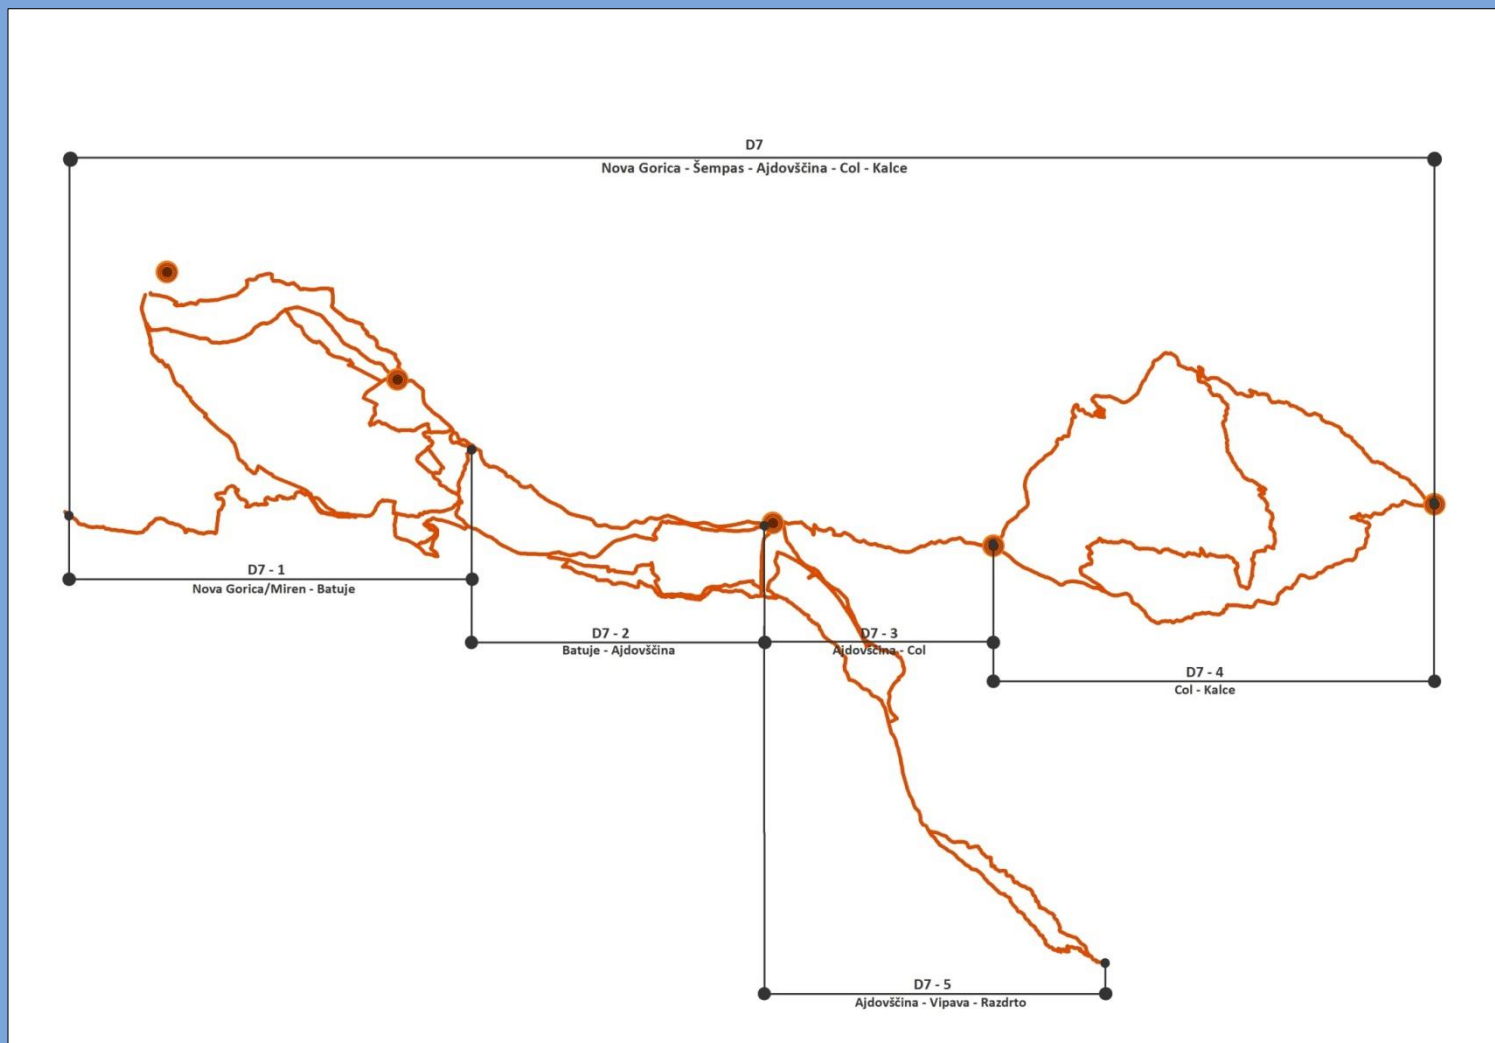 D7
Nova Gorica - Šempas - Ajdovščina - Col - Kalce
D7 - 1
Nova Gorica/Miren - Batuje
D7 - 2
Batuje - Ajdovščina
D7 - 3
Ajdovščina - Col
D7 - 4
Col - Kalce
D7 - 5
Ajdovščina - Vipava - Razdrto